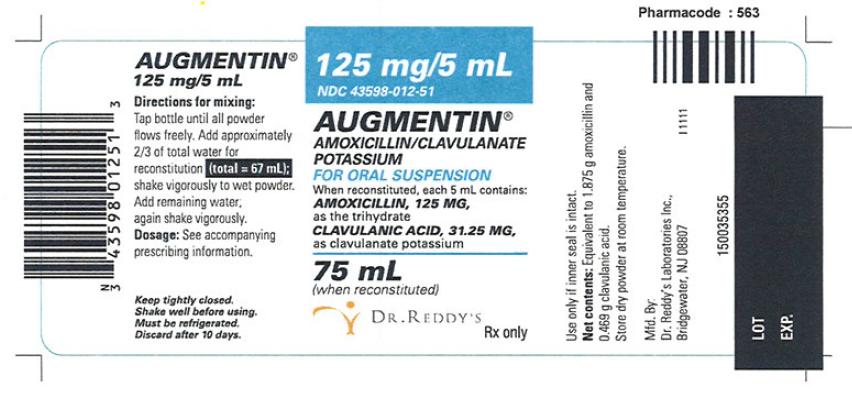 Pharmacode : 563
AUGMENTIN®
125 mg/5 mL
Directions for mixing:
Tap bottle until all powder
flows freely. Add approximately
2/3 of total water for
reconstitution (total = 67 mL);
shake vigorously to wet powder.
Add remaining water,
again shake vigorously.
Dosage: See accompanying
prescribing information.
Keep tightly closed.
Shake well before using.
Must be refrigerated.
Discard after 10 days.
N
3
43598 01251
3
125 mg/5 mL
NDC 43598-012-51
AUGMENTIN®
AMOXICILLIN/CLAVULANATE
POTASSIUM
FOR ORAL SUSPENSION
When reconstituted, each 5 mL contains:
AMOXICILLIN, 125 MG,
as the trihydrate
CLAVULANIC ACID, 31.25 MG,
as clavulanate potassium
75 mL
(when reconstituted)
DR.REDDY'S
Rx only
Use only if inner seal is intact.
Net contents: Equivalent to 1.875 g amoxicillin and
0.469 g clavulanic acid.
Store dry powder at room temperature.
Mfd. By:
Dr. Reddy's Laboratories Inc.,
Bridgewater, NJ 08807
I 1111
150035355
LOT
EXP.